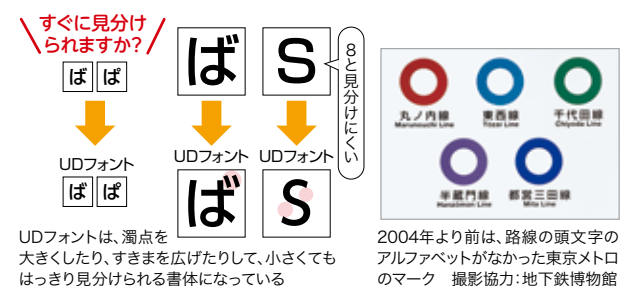 すぐに見分け
られますか？
ば ぱ
ば
S
8と見分けにくい
UDフォント
UDフォント
UDフォント
ば ぱ
ば
S
UDフォントは、濁点を
大きくしたり、すきまを広げたりして、小さくても
はっきり見分けられる書体になっている
丸ノ内線
Marunouchi Line
東西線
Tozai Line
千代田線
Chiyoda Line
半蔵門線
Hanzomon Line
都営三田線
Mita Line
2004年より前は、路線の頭文字の
アルファベットがなかった東京メトロ
のマーク　撮影協力：地下鉄博物館